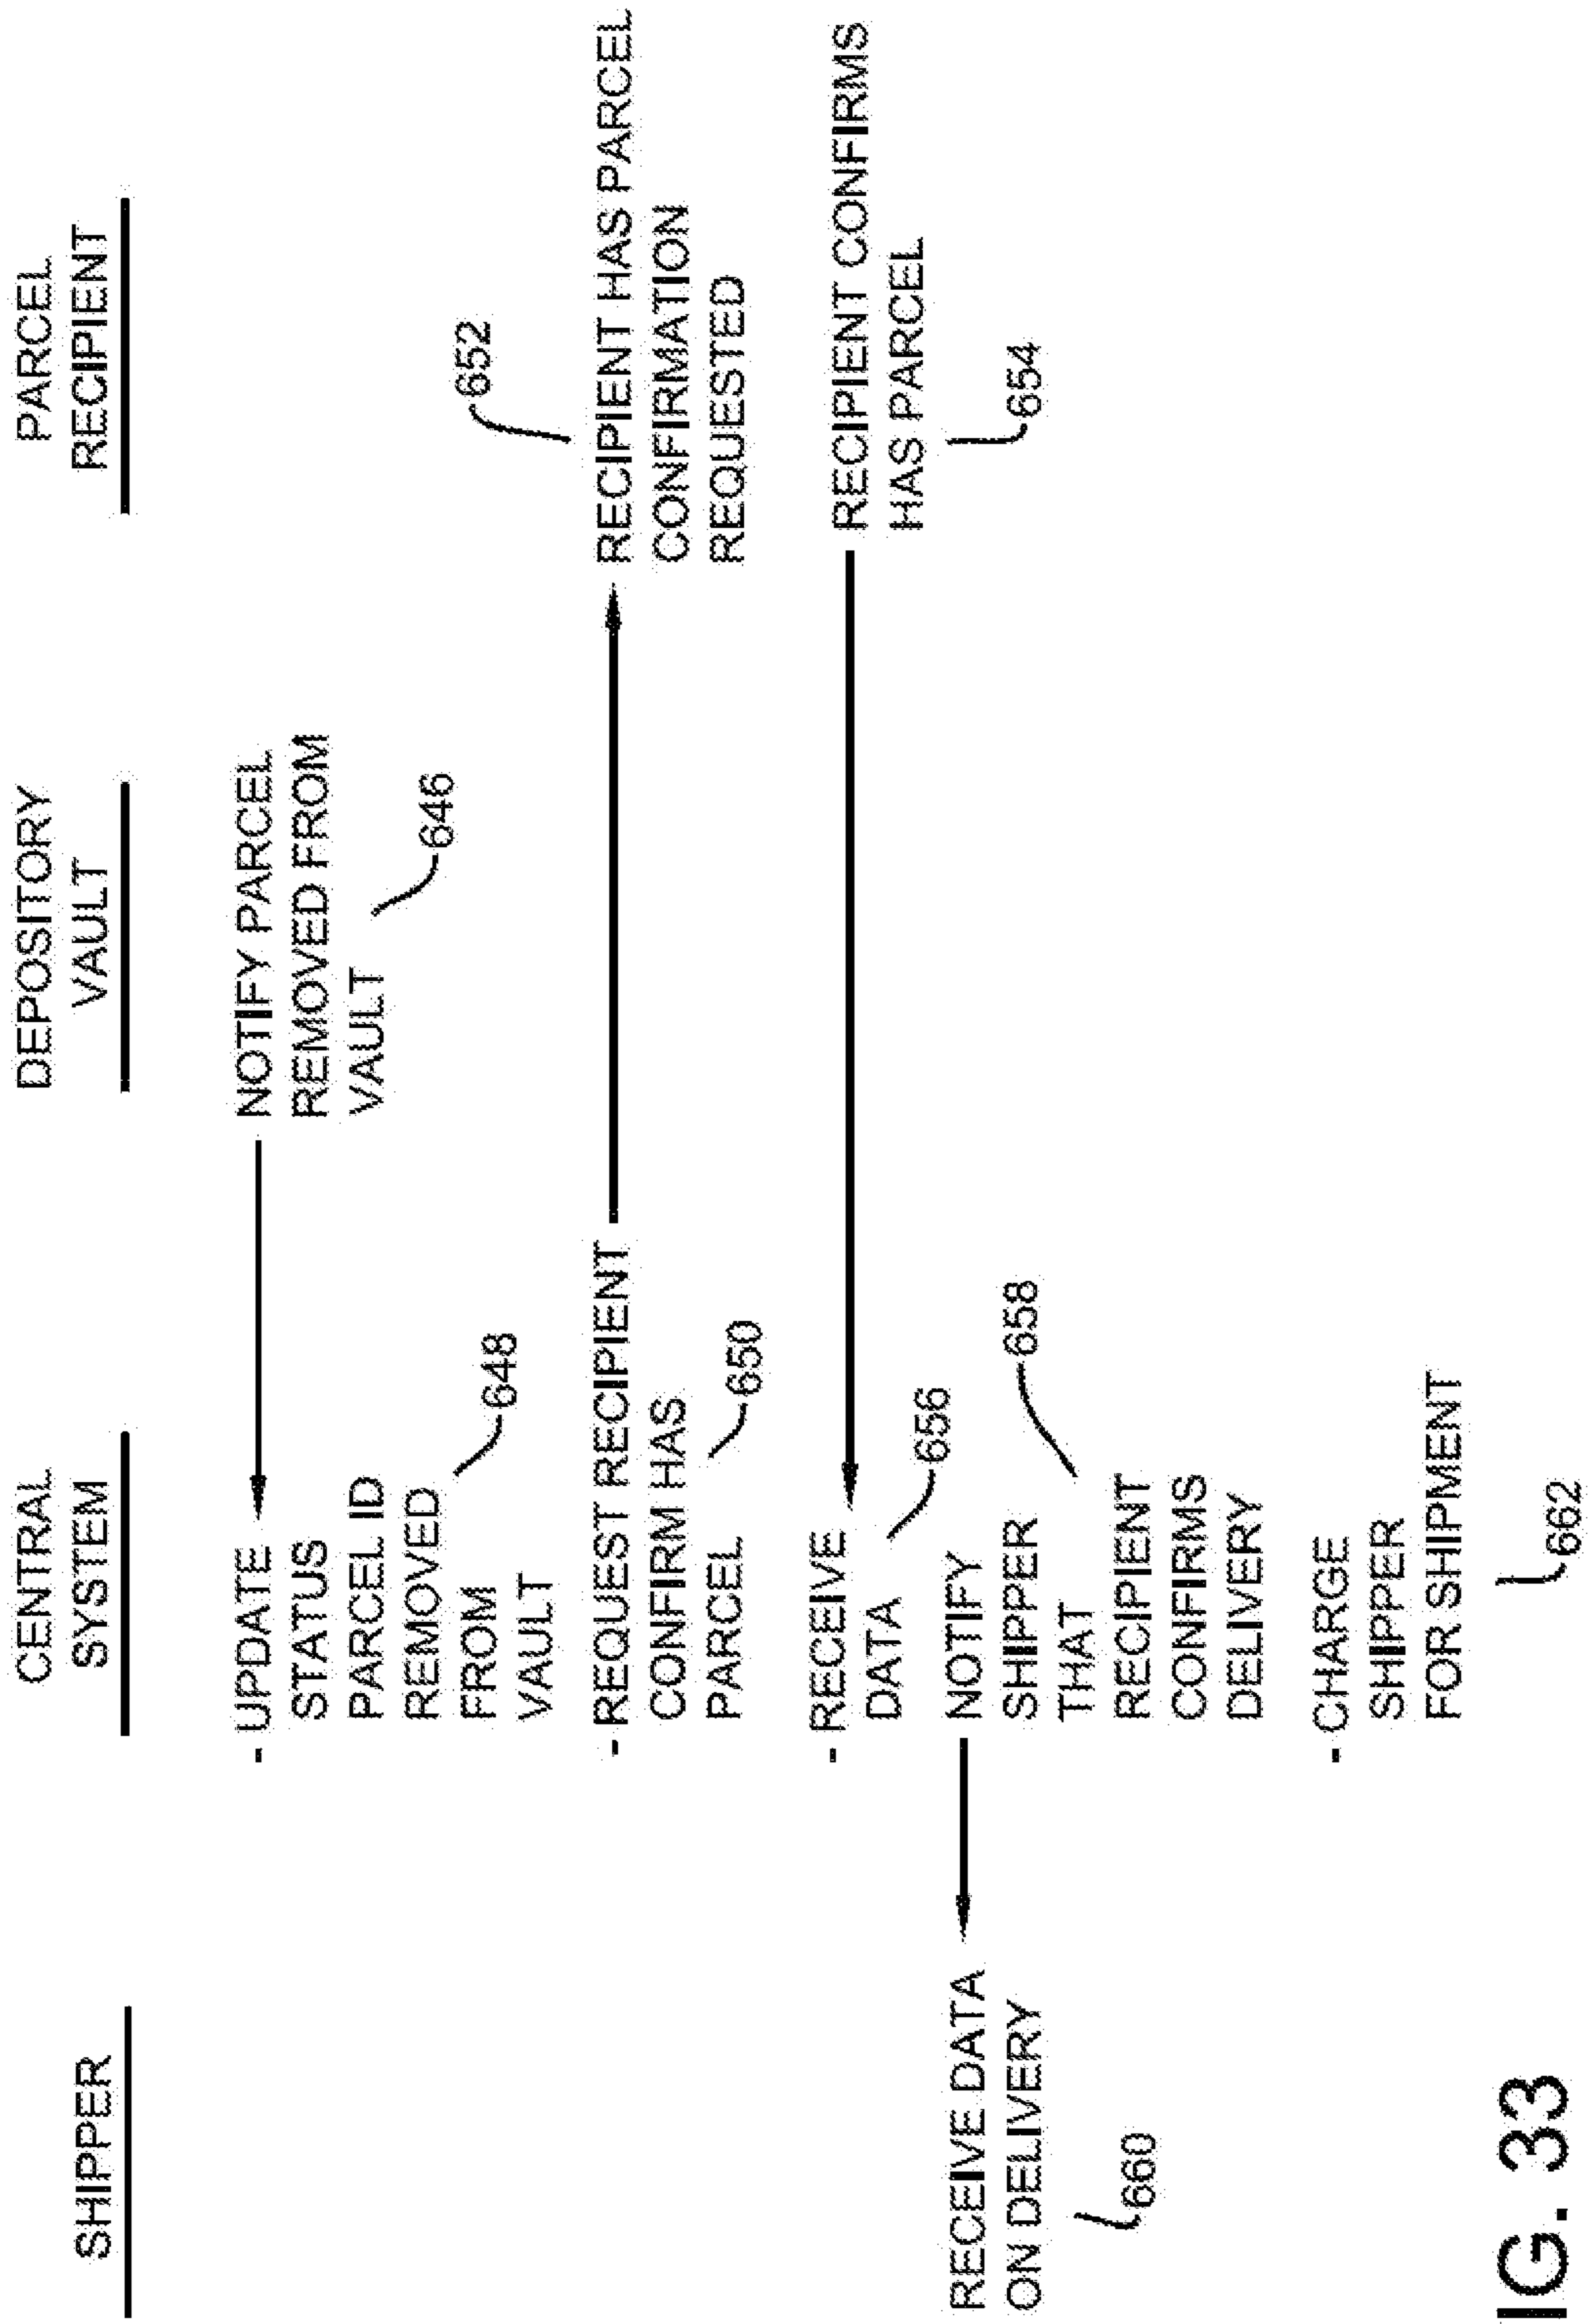 SHIPPER
CENTRAL
SYSTEM
DEPOSITORY
VAULT
PARCEL
RECIPIENT
NOTIFY PARCEL
REMOVED FROM
VAULT
646
- UPDATE
STATUS
PARCEL ID
REMOVED
FROM
VAULT
648
- REQUEST RECIPIENT
CONFIRM HAS
PARCEL
650
652
RECIPIENT HAS PARCEL
CONFIRMATION
REQUESTED
RECIPIENT CONFIRMS
HAS PARCEL
654
- RECEIVE
DATA
656
NOTIFY
SHIPPER
THAT
RECIPIENT
CONFIRMS
DELIVERY
658
RECEIVE DATA
ON DELIVERY
660
- CHARGE
SHIPPER
FOR SHIPMENT
662
IG. 33